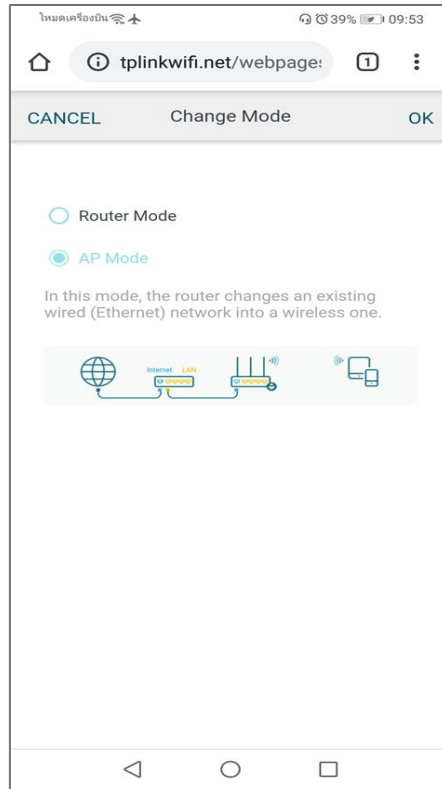 โหมดเครื่องบิน 39% 09:53
tplinkwifi.net/webpage: 1
CANCEL Change Mode OK
Router Mode
AP Mode
In this mode, the router changes an existing
wired (Ethernet) network into a wireless one.
Internet LAN